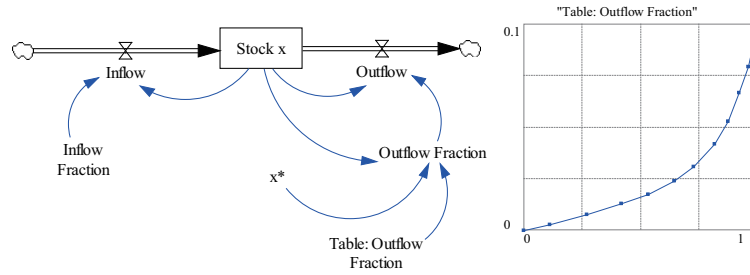 "Table: Outflow Fraction"
Stock x
Inflow
Outflow
Inflow
Fraction
Outflow Fraction
x*
Table: Outflow
Fraction
0.1
0
0
1